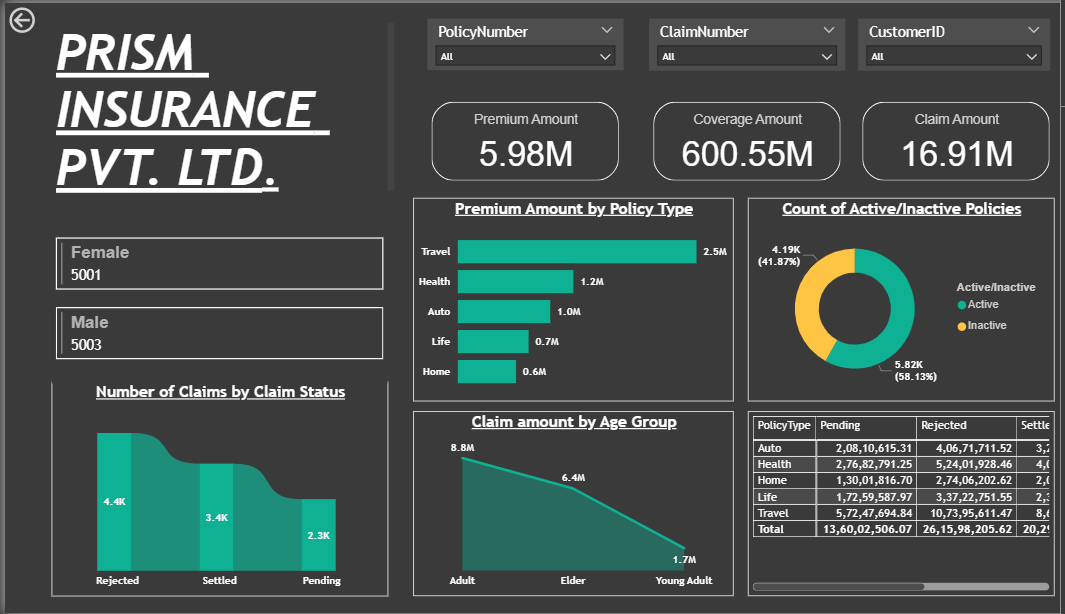 PRISM
INSURANCE
PVT. LTD.
PolicyNumber
All
ClaimNumber
All
CustomerID
All
Premium Amount
5.98M
Coverage Amount
600.55M
Claim Amount
16.91M
Female
5001
Male
5003
Premium Amount by Policy Type
Travel 2.5M
Health 1.2M
Auto 1.0M
Life 0.7M
Home 0.6M
Count of Active/Inactive Policies
4.19K
(41.87%)
5.82K
(58.13%)
Active/Inactive
Active
Inactive
Number of Claims by Claim Status
4.4K
3.4K
2.3K
Rejected Settled Pending
Claim amount by Age Group
8.8M
6.4M
1.7M
Adult Elder Young Adult
PolicyType Pending Rejected Settle
Auto 2,08,10,615.31 4,06,71,711.52 3,2
Health 2,76,82,791.25 5,24,01,928.46 4,0
Home 1,30,01,816.70 2,74,06,202.62 2,0
Life 1,72,59,587.97 3,37,22,751.55 2,3
Travel 5,72,47,694.84 10,73,95,611.47 8,6
Total 13,60,02,506.07 26,15,98,205.62 20,29